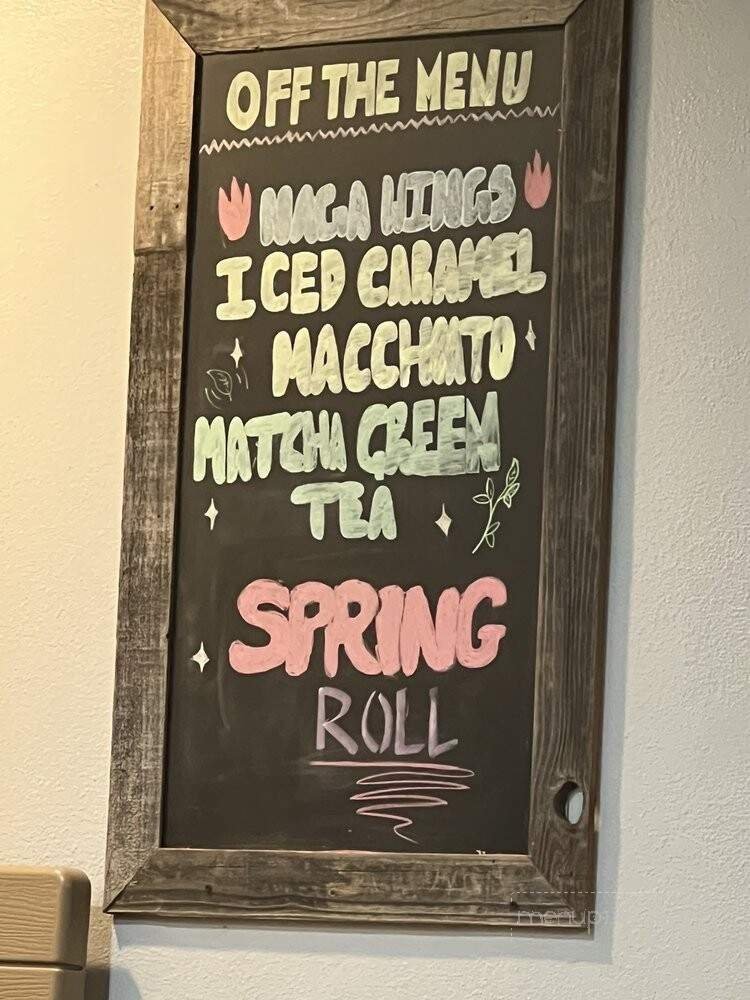 OFF THE MENU
NAGA WINGS
ICED CARAMEL
MACCHIATO
MATCHA GREEN
TEA
SPRING
ROLL